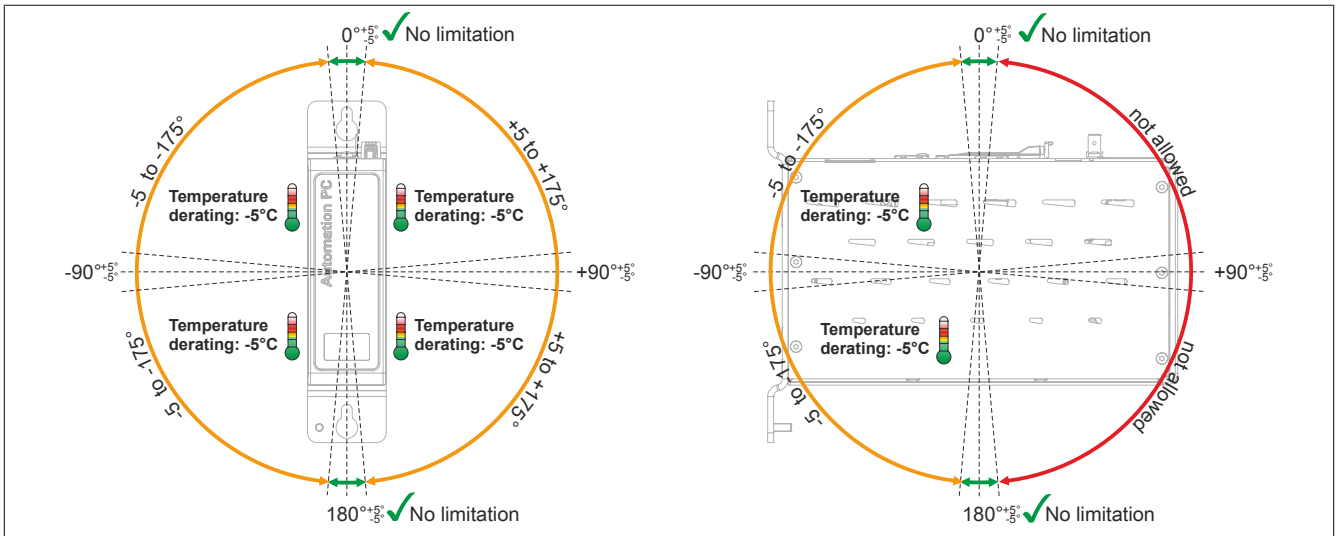 0°+5° -5° ✓ No limitation
-5 to -175°
+5 to +175°
Temperature
derating: -5°C
Temperature
derating: -5°C
Automation PC
-90°+5° -5°
+90°+5° -5°
Temperature
derating: -5°C
Temperature
derating: -5°C
-5 to -175°
+5 to +175°
180°+5° -5° ✓ No limitation
0°+5° -5° ✓ No limitation
-5 to -175°
not allowed
Temperature
derating: -5°C
-90°+5° -5°
+90°+5° -5°
Temperature
derating: -5°C
-5 to -175°
not allowed
180°+5° -5° ✓ No limitation